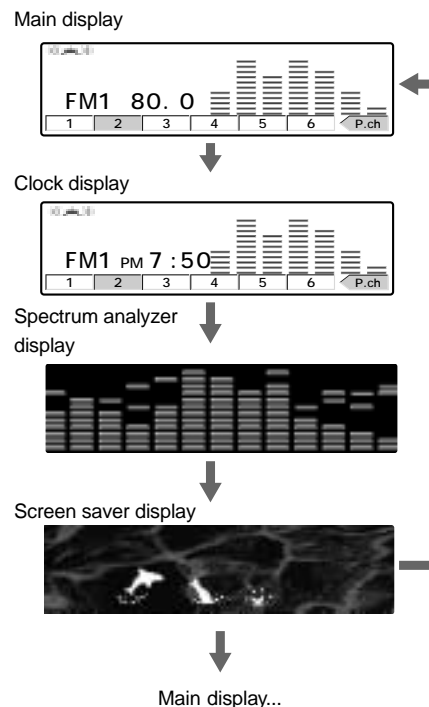 Main display
FM1 80. 0
1 2 3 4 5 6 P.ch
Clock display
FM1 PM 7 : 50
1 2 3 4 5 6 P.ch
Spectrum analyzer
display
Screen saver display
Main display...